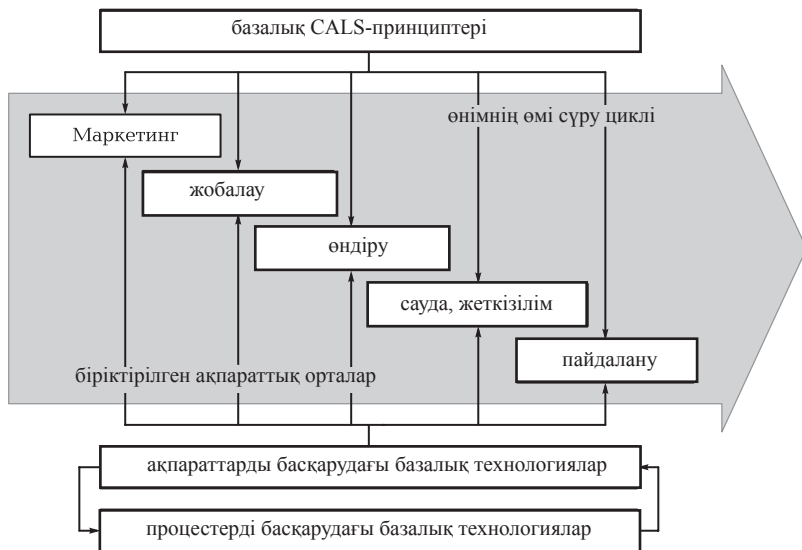 базалық CALS-принциптері
өнімнің өмі сүру циклі
Маркетинг
жобалау
өндіру
сауда, жеткізілім
пайдалану
біріктірілген ақпараттық орталар
ақпараттарды басқарудағы базалық технологиялар
процестерді басқарудағы базалық технологиялар